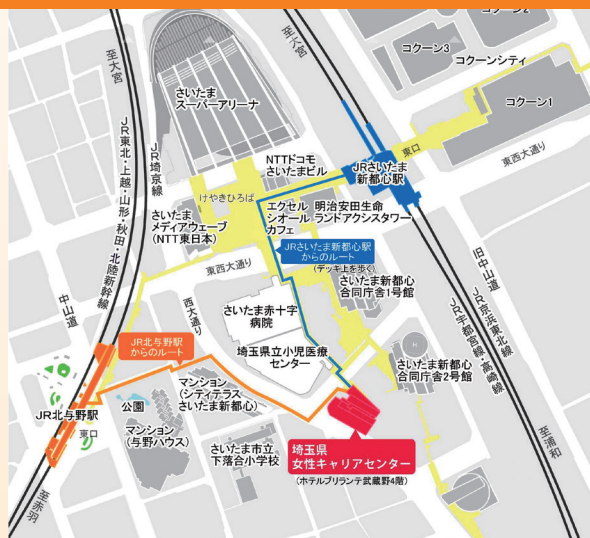 コクーン2
コクーン3
コクーンシティ
コクーン1
至大宮
至大宮
さいたま
スーパーアリーナ
JR東北・上越・山形・秋田・北陸新幹線
JR埼京線
NTTドコモ
さいたまビル
東口
JRさいたま
新都心駅
東西大通り
けやきひろば
エクセル
シオール
カフェ
明治安田生命
ランドアクシスタワー
さいたま
メディアウェーブ
(NTT東日本)
JRさいたま新都心駅
からのルート
(デッキ上を歩く)
東西大通り
さいたま新都心
合同庁舎1号館
旧中山道
JR京浜東北線
JR宇都宮線・高崎線
中山道
西大通り
さいたま赤十字
病院
埼玉県立小児医療
センター
さいたま新都心
合同庁舎2号館
JR北与野駅
からのルート
JR北与野駅
東口
公園
マンション
(シティテラス
さいたま新都心)
マンション
(与野ハウス)
さいたま市立
下落合小学校
埼玉県
女性キャリアセンター
(ホテルブリランテ武蔵野4階)
至浦和
至赤羽